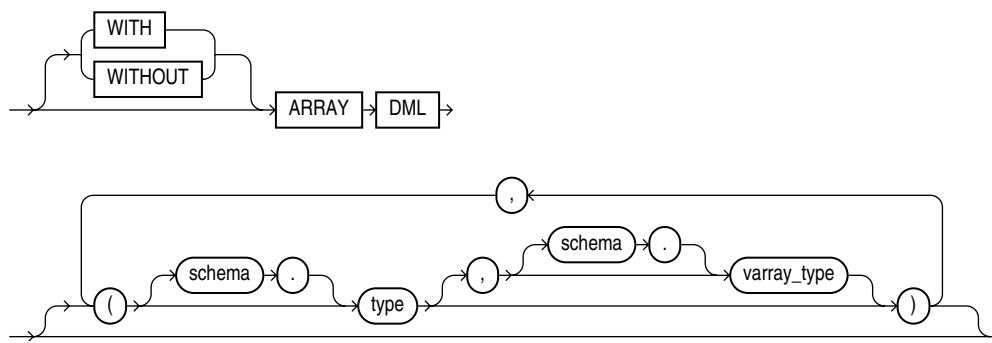 WITH
WITHOUT
ARRAY DML
,
schema .
schema . , varray_type
( type )